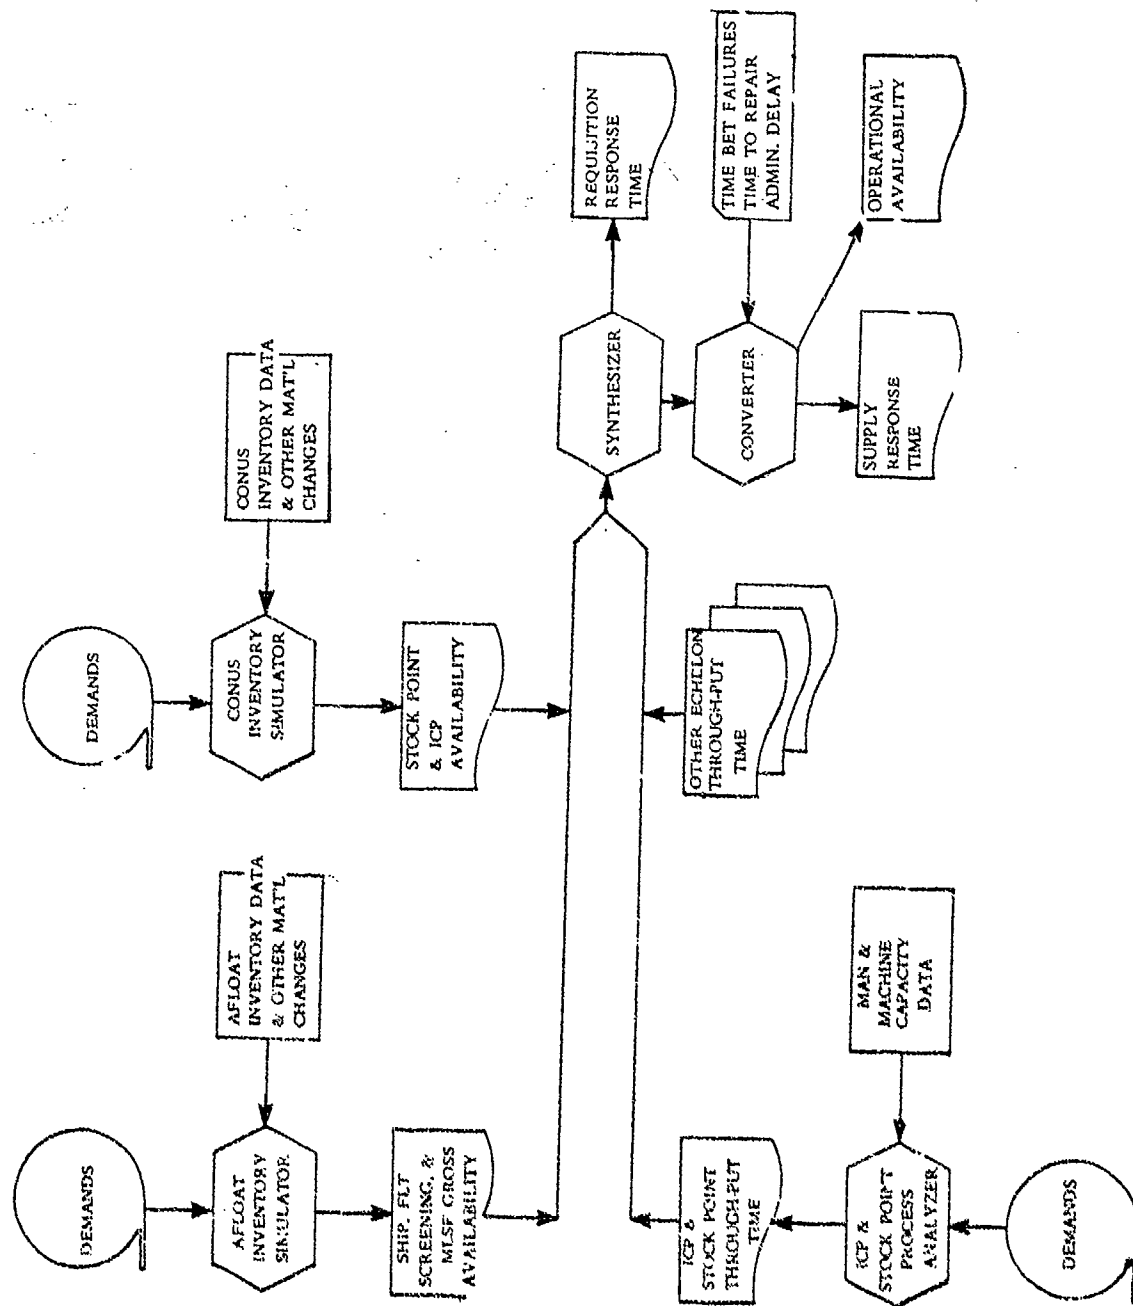 DEMANDS
AFLOAT
INVENTORY
SIMULATOR
AFLOAT
INVENTORY DATA
& OTHER MAT'L
CHANGES
SHIP, FLT
SCREENING, &
MLSF GROSS
AVAILABILITY
DEMANDS
CONUS
INVENTORY
SIMULATOR
CONUS
INVENTORY DATA
& OTHER MAT'L
CHANGES
STOCK POINT
& ICP
AVAILABILITY
ICP &
STOCK POINT
THROUGH-PUT
TIME
ICP &
STOCK POINT
PROCESS
ANALYZER
MAN &
MACHINE
CAPACITY
DATA
DEMANDS
OTHER ECHELON
THROUGH-PUT
TIME
SYNTHESIZER
REQUISITION
RESPONSE
TIME
CONVERTER
TIME BET FAILURES
TIME TO REPAIR
ADMIN. DELAY
SUPPLY
RESPONSE
TIME
OPERATIONAL
AVAILABILITY